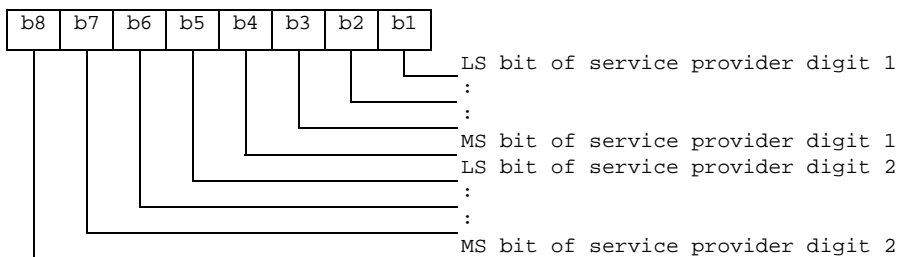 b8 b7 b6 b5 b4 b3 b2 b1
LS bit of service provider digit 1
:
:
MS bit of service provider digit 1
LS bit of service provider digit 2
:
:
MS bit of service provider digit 2